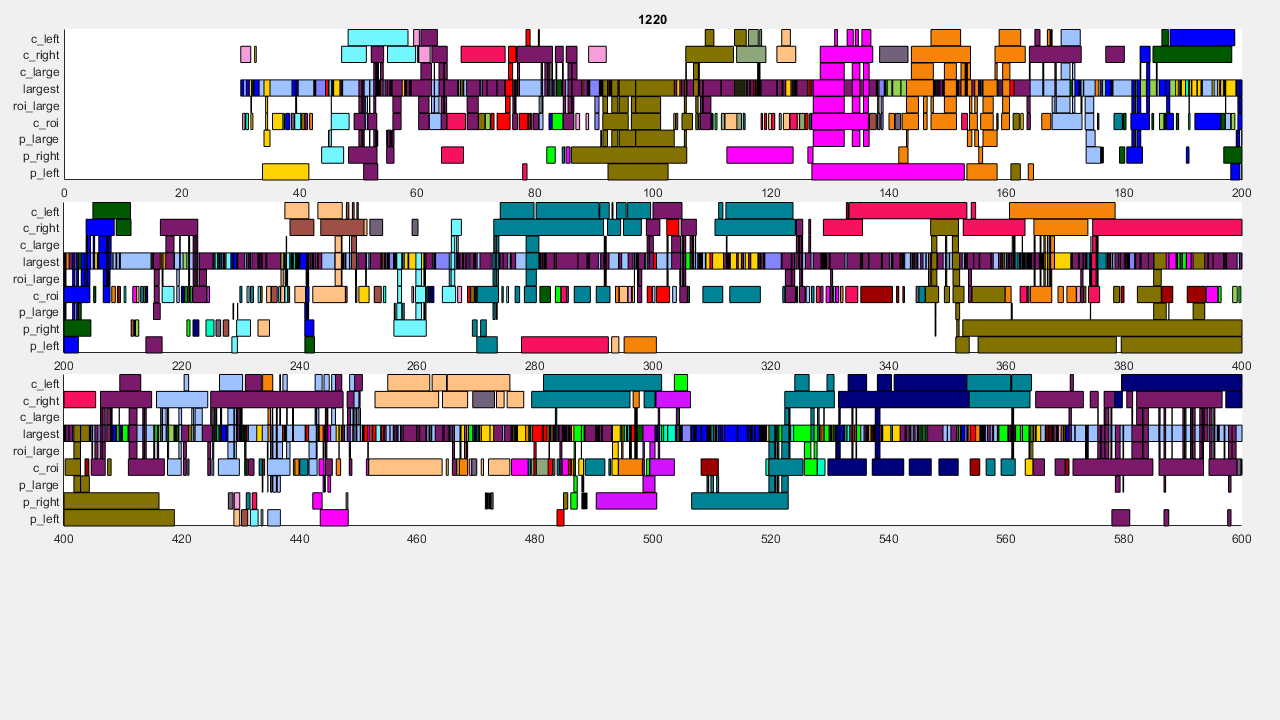 1220
c_left
c_right
c_large
largest
roi_large
c_roi
p_large
p_right
p_left
0 20 40 60 80 100 120 140 160 180 200
c_left
c_right
c_large
largest
roi_large
c_roi
p_large
p_right
p_left
200 220 240 260 280 300 320 340 360 380 400
c_left
c_right
c_large
largest
roi_large
c_roi
p_large
p_right
p_left
400 420 440 460 480 500 520 540 560 580 600